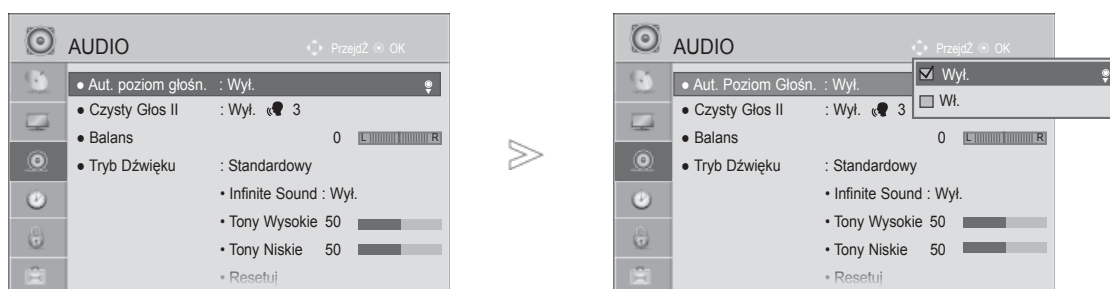 AUDIO
PrzejdŹ OK
● Aut. poziom głośn. : Wył.
● Czysty Głos II : Wył. 3
● Balans 0 L R
● Tryb Dźwięku : Standardowy
• Infinite Sound : Wył.
• Tony Wysokie 50
• Tony Niskie 50
• Resetuj
AUDIO
PrzejdŹ OK
● Aut. Poziom Głośn. : Wył.
● Czysty Głos II : Wył. 3
● Balans 0 L R
● Tryb Dźwięku : Standardowy
• Infinite Sound : Wył.
• Tony Wysokie 50
• Tony Niskie 50
• Resetuj
Wył.
Wł.